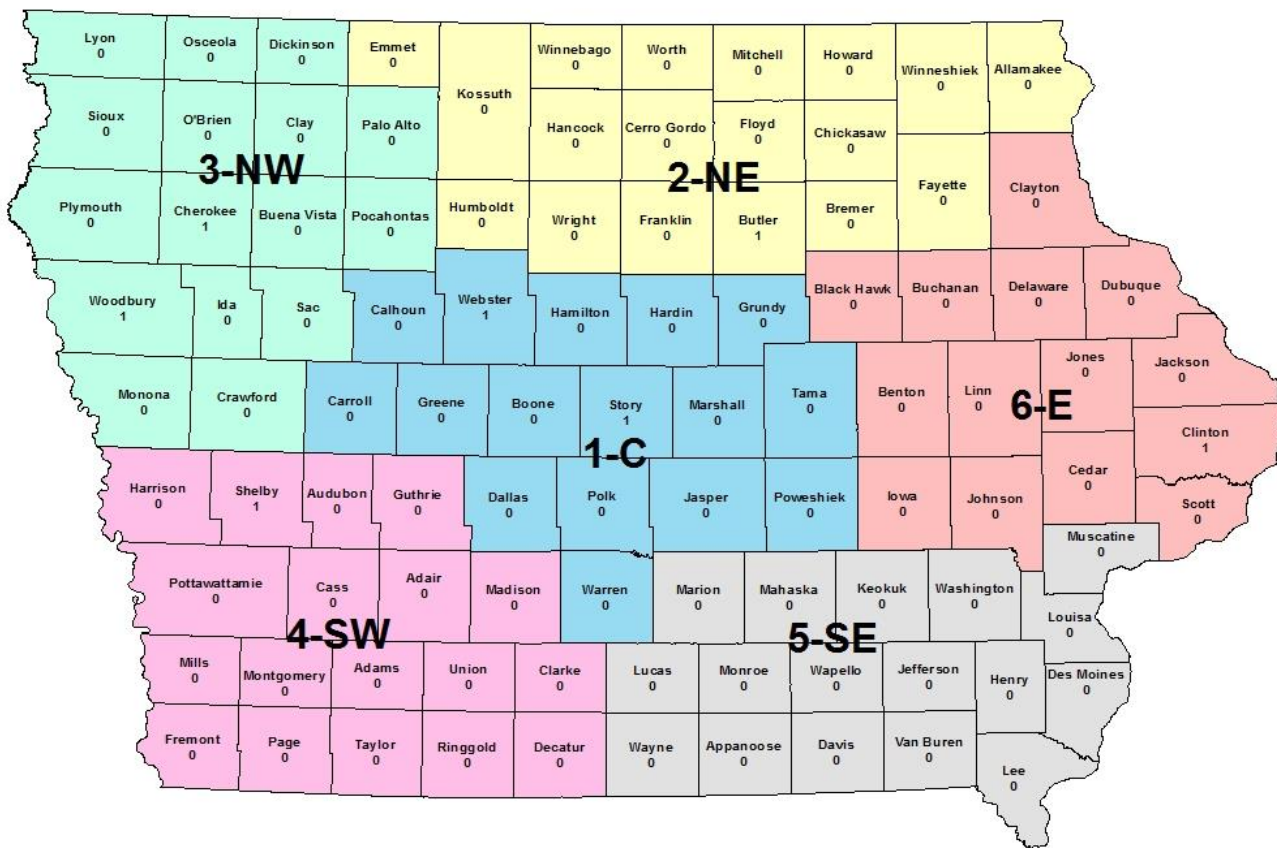 Lyon
0
Osceola
0
Dickinson
0
Emmet
0
Kossuth
0
Winnebago
0
Worth
0
Mitchell
0
Howard
0
Winneshiek
0
Allamakee
0
Sioux
0
O'Brien
0
Clay
0
Palo Alto
0
Hancock
0
Cerro Gordo
0
Floyd
0
Chickasaw
0
3-NW
2-NE
Plymouth
0
Cherokee
1
Buena Vista
0
Pocahontas
0
Humboldt
0
Wright
0
Franklin
0
Butler
1
Bremer
0
Fayette
0
Clayton
0
Woodbury
1
Ida
0
Sac
0
Calhoun
0
Webster
1
Hamilton
0
Hardin
0
Grundy
0
Black Hawk
0
Buchanan
0
Delaware
0
Dubuque
0
Monona
0
Crawford
0
Carroll
0
Greene
0
Boone
0
Story
1
Marshall
0
Tama
0
Benton
0
Linn
0
Jones
0
Jackson
0
1-C
6-E
Clinton
1
Harrison
0
Shelby
1
Audubon
0
Guthrie
0
Dallas
0
Polk
0
Jasper
0
Poweshiek
0
Iowa
0
Johnson
0
Cedar
0
Scott
0
Muscatine
0
Pottawattamie
0
Cass
0
Adair
0
Madison
0
Warren
0
Marion
0
Mahaska
0
Keokuk
0
Washington
0
Louisa
0
4-SW
5-SE
Mills
0
Montgomery
0
Adams
0
Union
0
Clarke
0
Lucas
0
Monroe
0
Wapello
0
Jefferson
0
Henry
0
Des Moines
0
Fremont
0
Page
0
Taylor
0
Ringgold
0
Decatur
0
Wayne
0
Appanoose
0
Davis
0
Van Buren
0
Lee
0